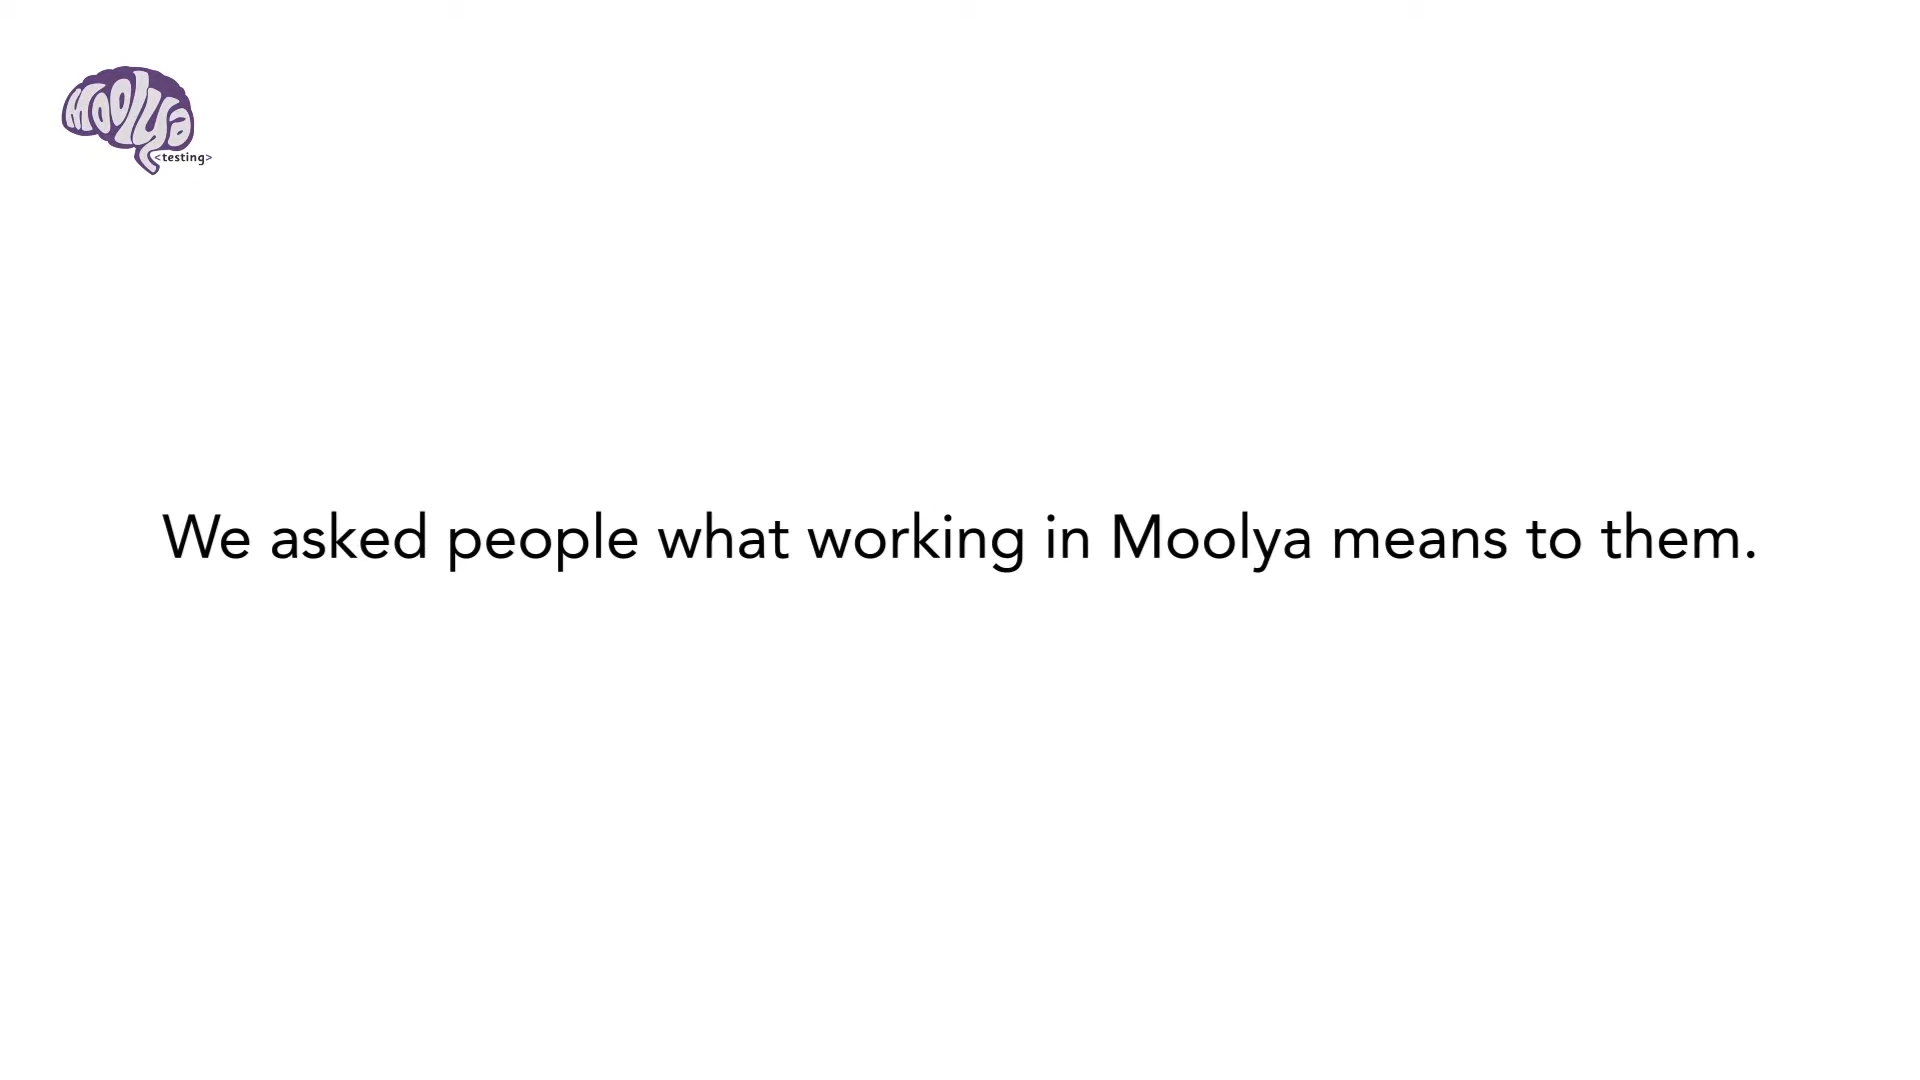 Moolya
<testing>
We asked people what working in Moolya means to them.